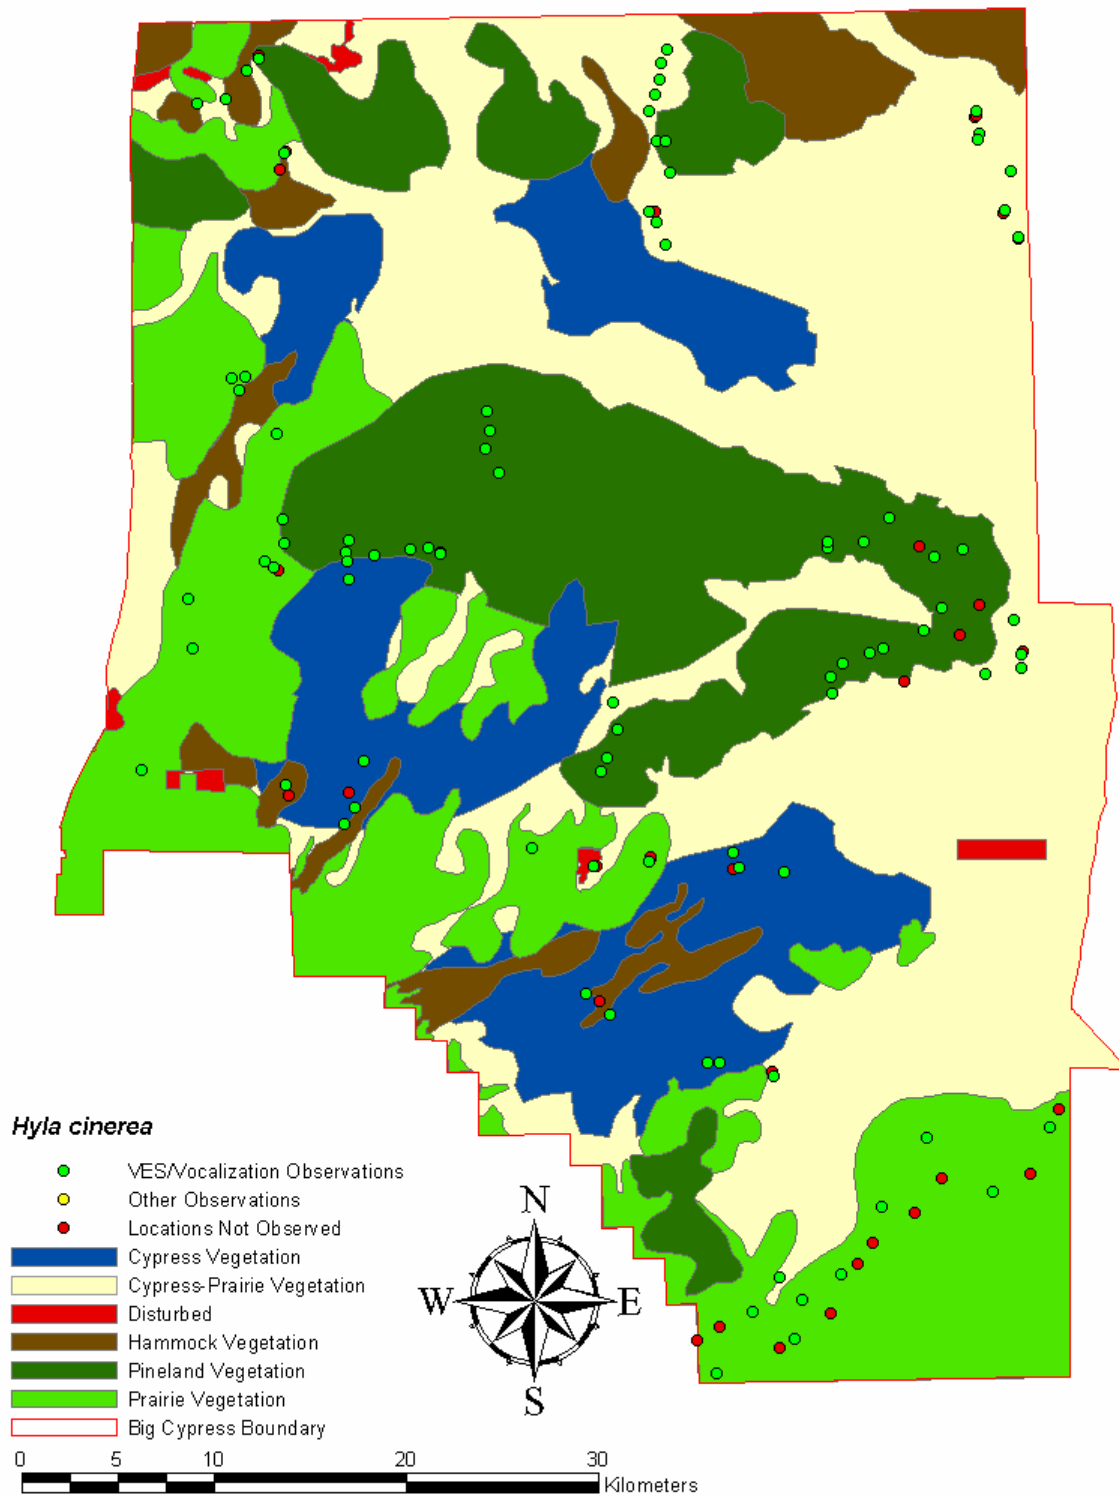 Hyla cinerea
VES/Vocalization Observations
Other Observations
Locations Not Observed
Cypress Vegetation
Cypress-Prairie Vegetation
Disturbed
Hammock Vegetation
Pineland Vegetation
Prairie Vegetation
Big Cypress Boundary
N
W E
S
0 5 10 20 30
Kilometers